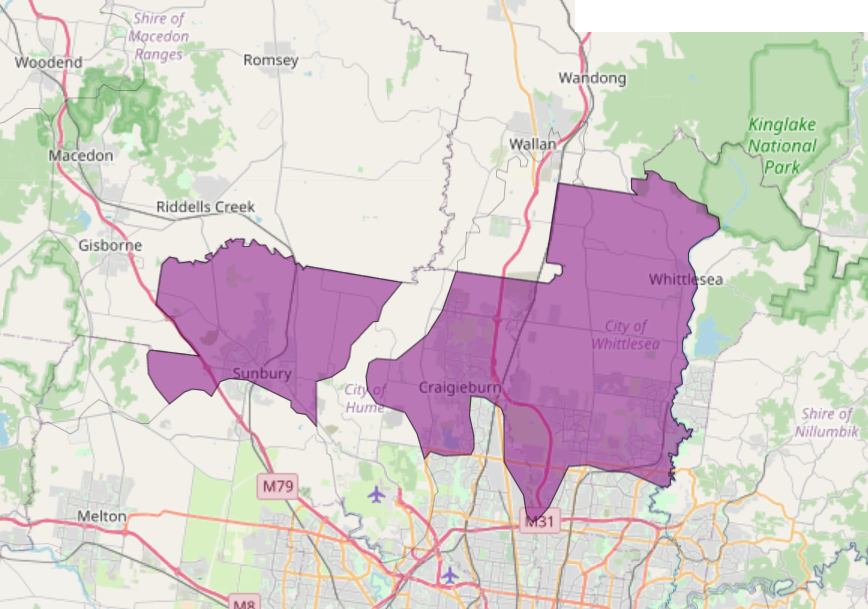 Shire of
Macedon
Ranges
Woodend
Romsey
Wandong
Kinglake
National
Park
Wallan
Macedon
Riddells Creek
Gisborne
Whittlesea
City of
Whittlesea
Sunbury
City of
Hume
Craigieburn
Shire of
Nillumbik
M79
Melton
M31
M8